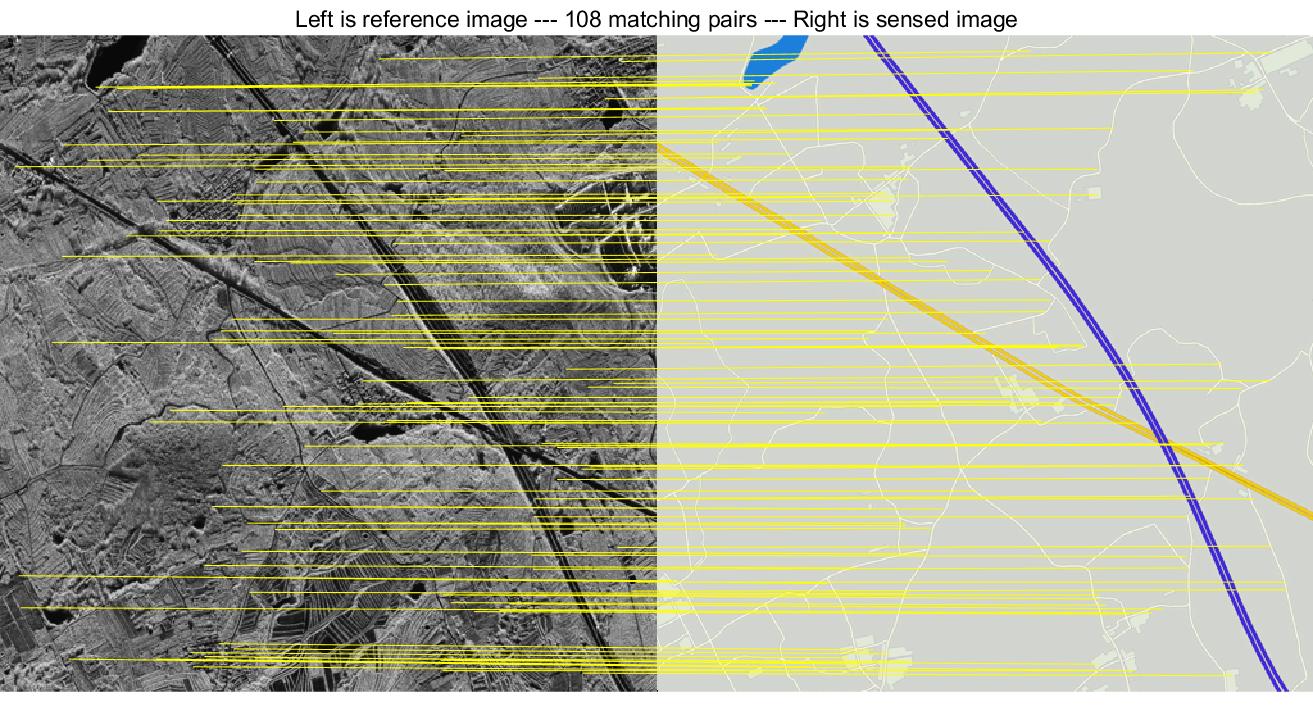 Left is reference image --- 108 matching pairs --- Right is sensed image